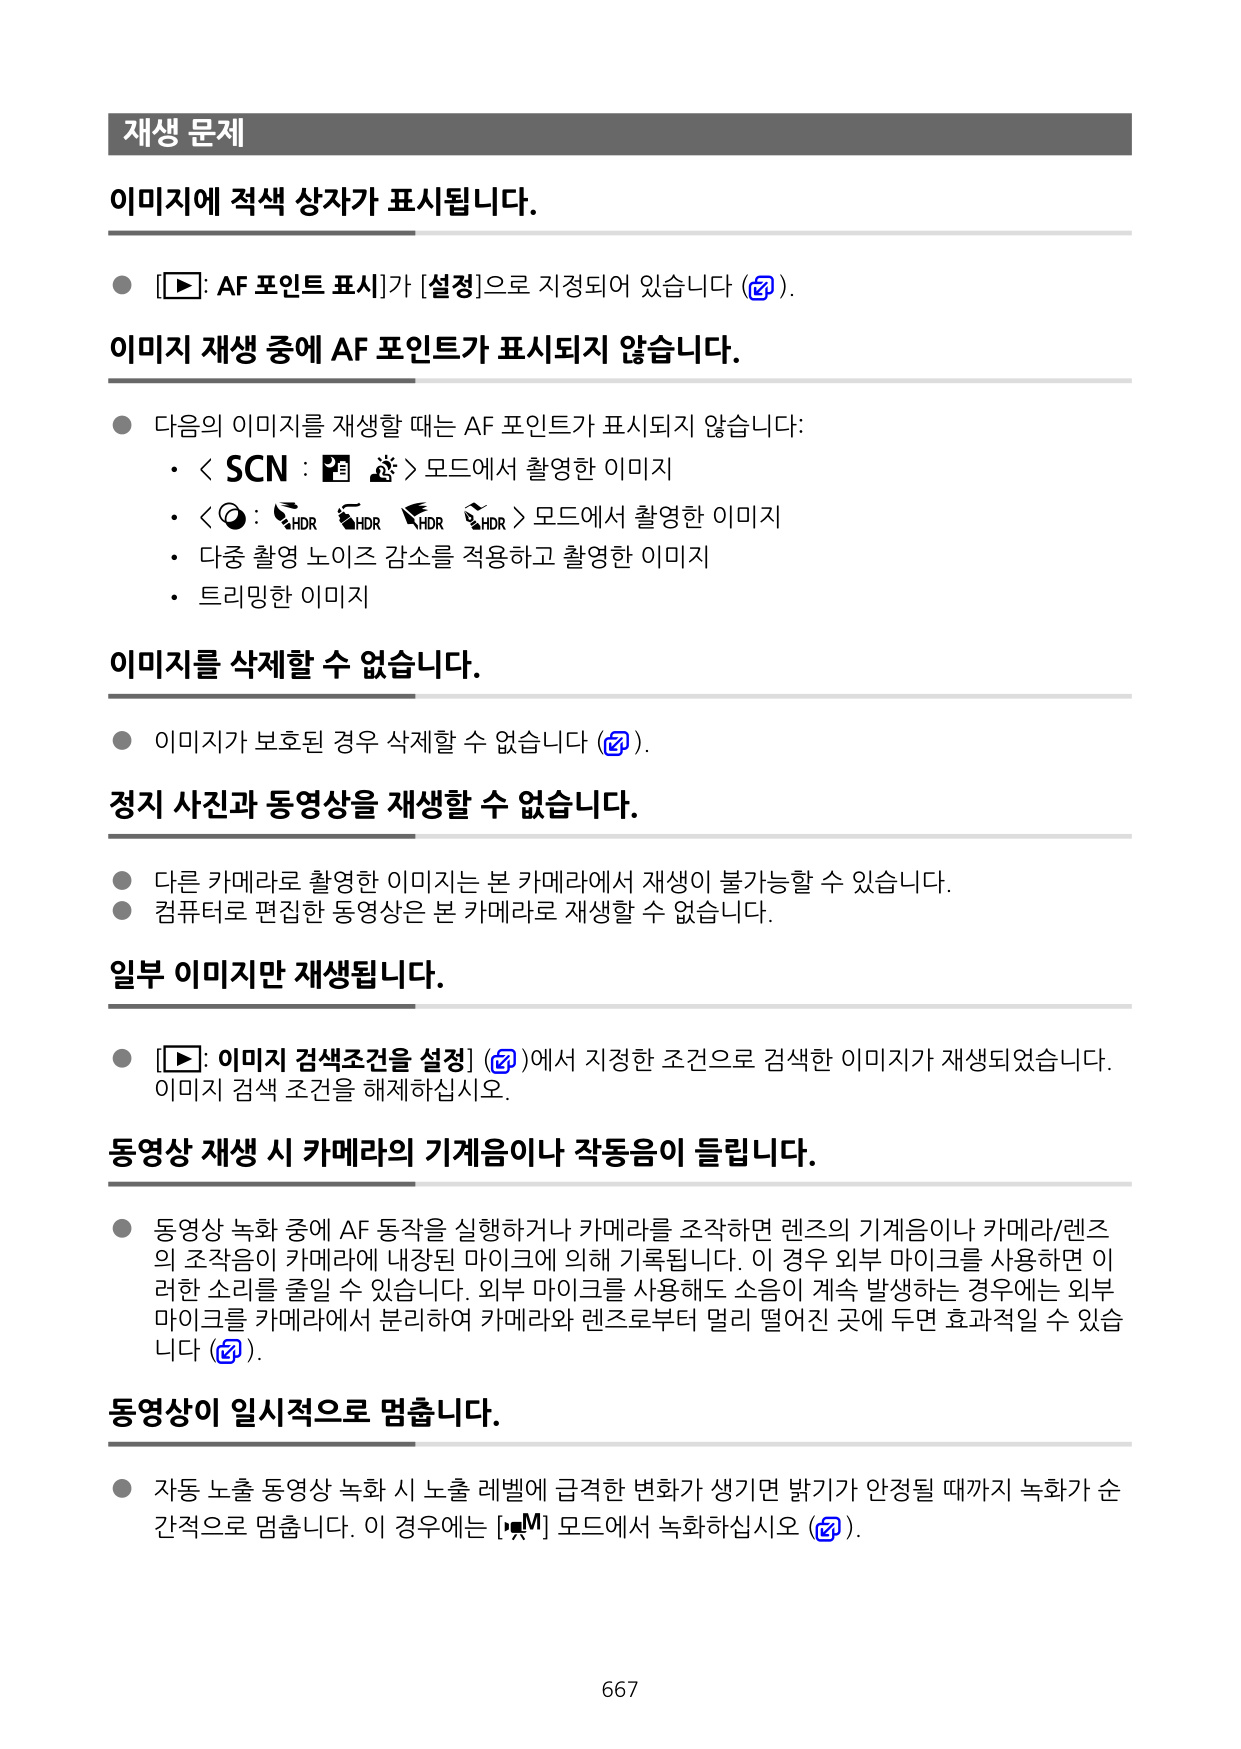 재생 문제
이미지에 적색 상자가 표시됩니다.
● [▶: AF 포인트 표시]가 [설정]으로 지정되어 있습니다 ( ).
이미지 재생 중에 AF 포인트가 표시되지 않습니다.
● 다음의 이미지를 재생할 때는 AF 포인트가 표시되지 않습니다:
• < SCN : > 모드에서 촬영한 이미지
• < : HDR HDR HDR HDR > 모드에서 촬영한 이미지
• 다중 촬영 노이즈 감소를 적용하고 촬영한 이미지
• 트리밍한 이미지
이미지를 삭제할 수 없습니다.
● 이미지가 보호된 경우 삭제할 수 없습니다 ( ).
정지 사진과 동영상을 재생할 수 없습니다.
● 다른 카메라로 촬영한 이미지는 본 카메라에서 재생이 불가능할 수 있습니다.
● 컴퓨터로 편집한 동영상은 본 카메라로 재생할 수 없습니다.
일부 이미지만 재생됩니다.
● [▶: 이미지 검색조건을 설정] ( )에서 지정한 조건으로 검색한 이미지가 재생되었습니다.
이미지 검색 조건을 해제하십시오.
동영상 재생 시 카메라의 기계음이나 작동음이 들립니다.
● 동영상 녹화 중에 AF 동작을 실행하거나 카메라를 조작하면 렌즈의 기계음이나 카메라/렌즈
의 조작음이 카메라에 내장된 마이크에 의해 기록됩니다. 이 경우 외부 마이크를 사용하면 이
러한 소리를 줄일 수 있습니다. 외부 마이크를 사용해도 소음이 계속 발생하는 경우에는 외부
마이크를 카메라에서 분리하여 카메라와 렌즈로부터 멀리 떨어진 곳에 두면 효과적일 수 있습
니다 ( ).
동영상이 일시적으로 멈춥니다.
● 자동 노출 동영상 녹화 시 노출 레벨에 급격한 변화가 생기면 밝기가 안정될 때까지 녹화가 순
간적으로 멈춥니다. 이 경우에는 [M] 모드에서 녹화하십시오 ( ).
667